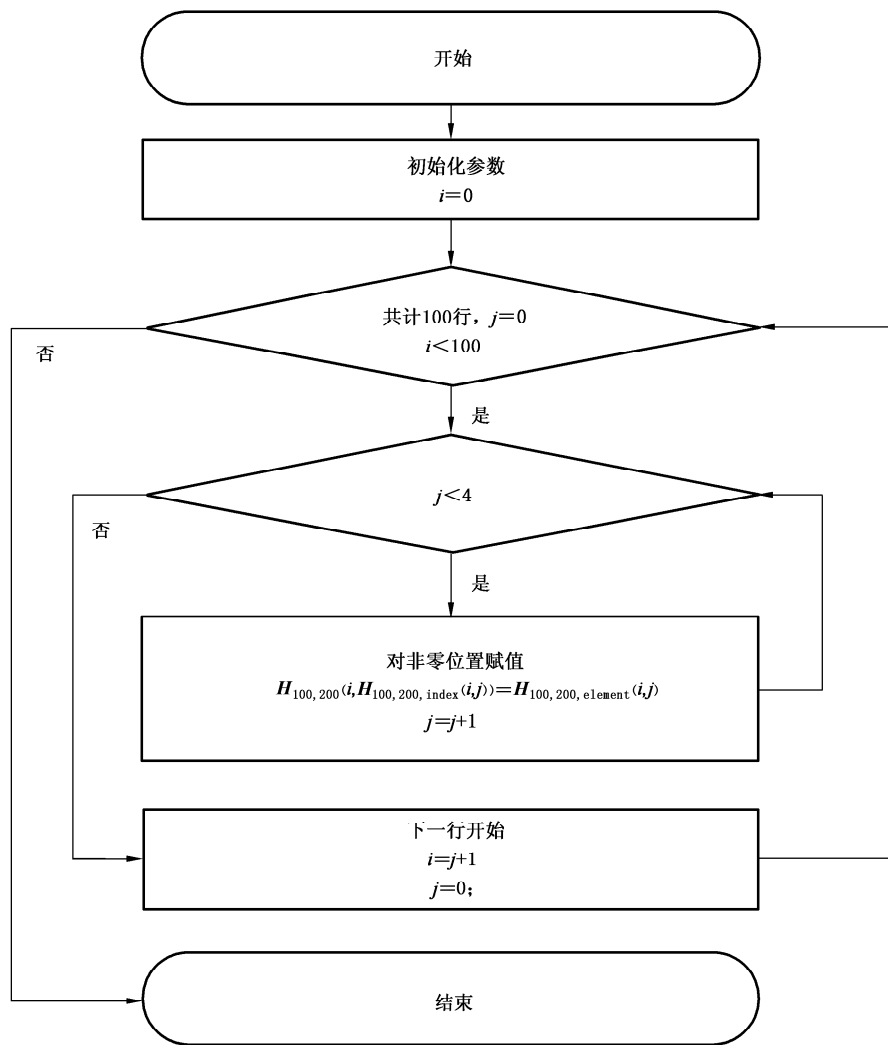 开始
初始化参数
i=0
共计100行，j=0
i<100
否
是
j<4
否
是
对非零位置赋值
H100,200(i,H100,200,index(i,j))=H100,200,element(i,j)
j=j+1
下一行开始
i=j+1
j=0；
结束